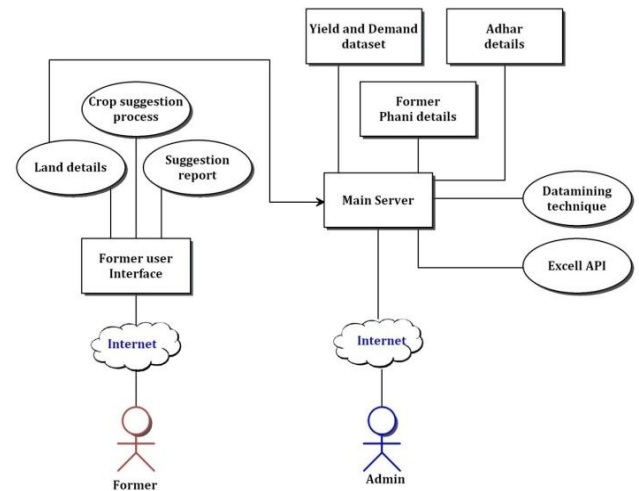 Yield and Demand
dataset
Adhar
details
Crop suggestion
process
Former
Phani details
Land details
Suggestion
report
Main Server
Datamining
technique
Former user
Interface
Excell API
Internet
Internet
Former
Admin